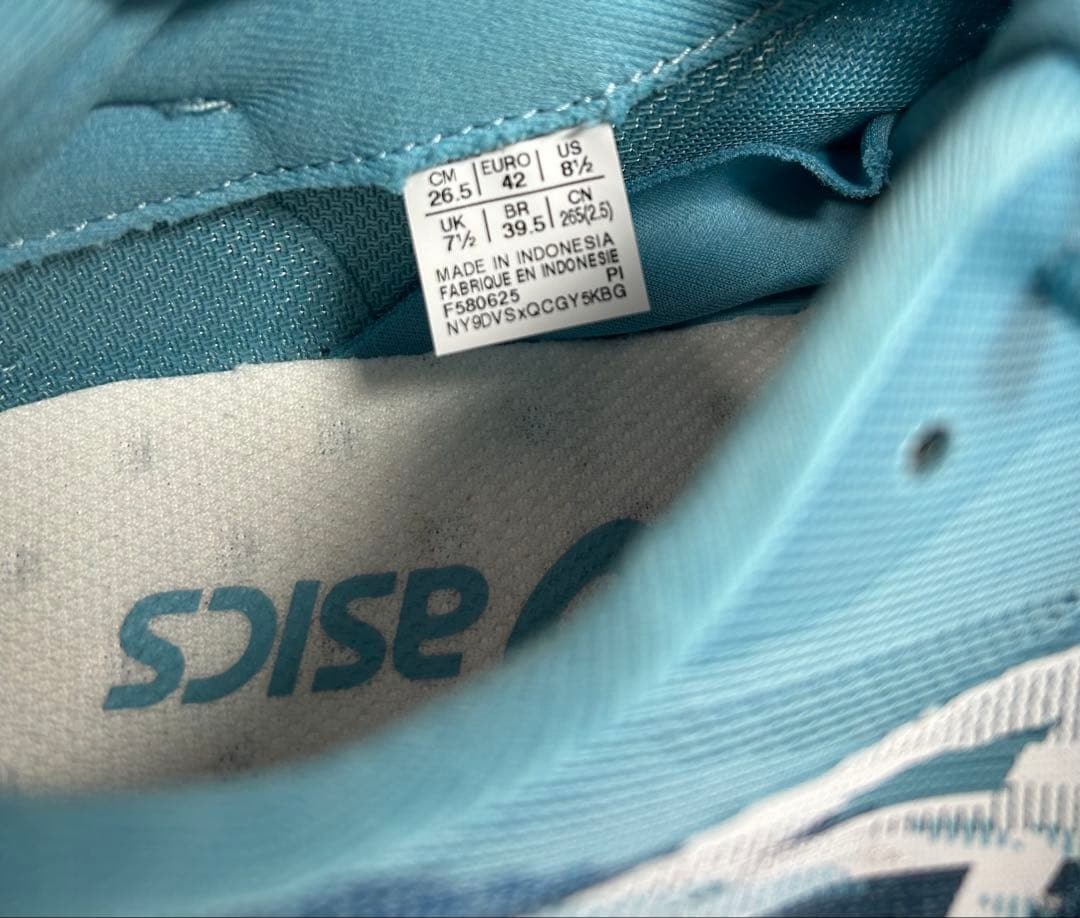 CM EURO US
26.5 42 8½
UK BR CN
7½ 39.5 265(2.5)
MADE IN INDONESIA
FABRIQUE EN INDONESIE
F580625 PI
NY9DVSxQCGY5KBG
asics